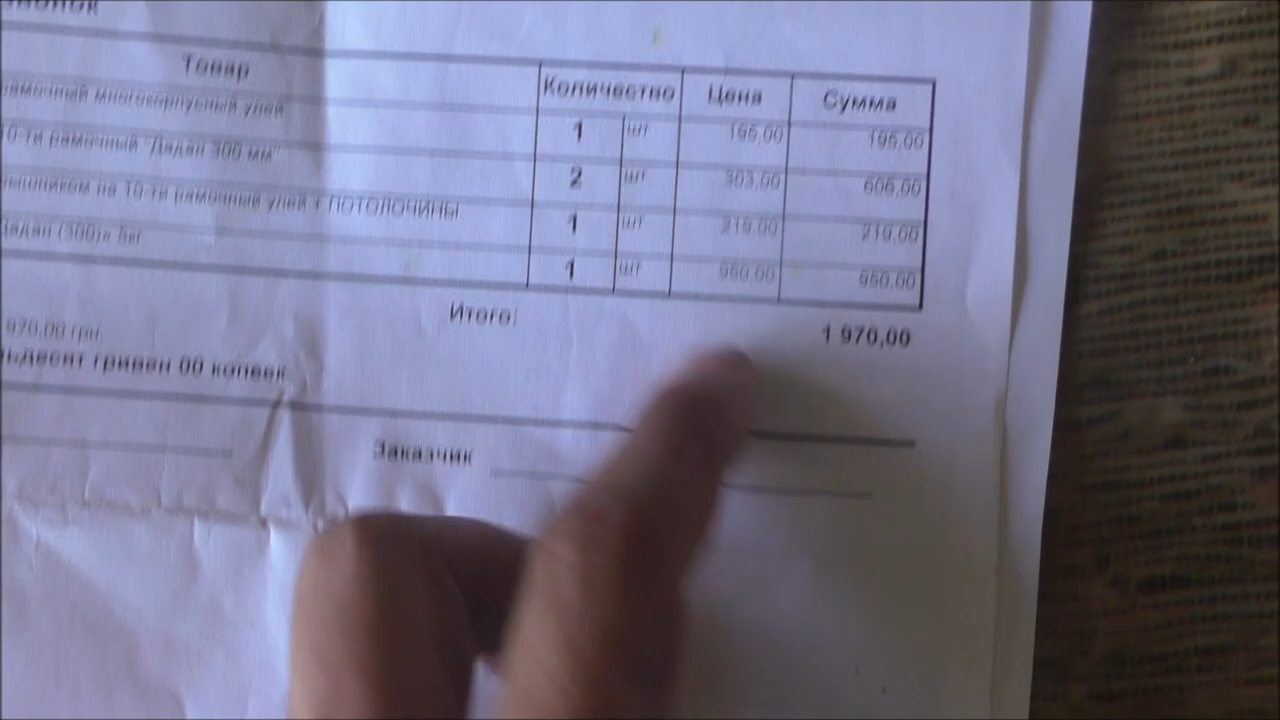 Товар Количество Цена Сумма
рамочный многокорпусный улей 1 шт 195,00 195,00
10-ти рамочный "Дадан 300 мм" 2 шт 303,00 606,00
на 10-ти рамочный улей + ПОТОЛОЧИНЫ. 1 шт 219,00 219,00
Дадан (300)» 5кг 1 шт 950,00 950,00
Итого: 1 970,00
970,00 грн.
гривен 00 копеек
Заказчик